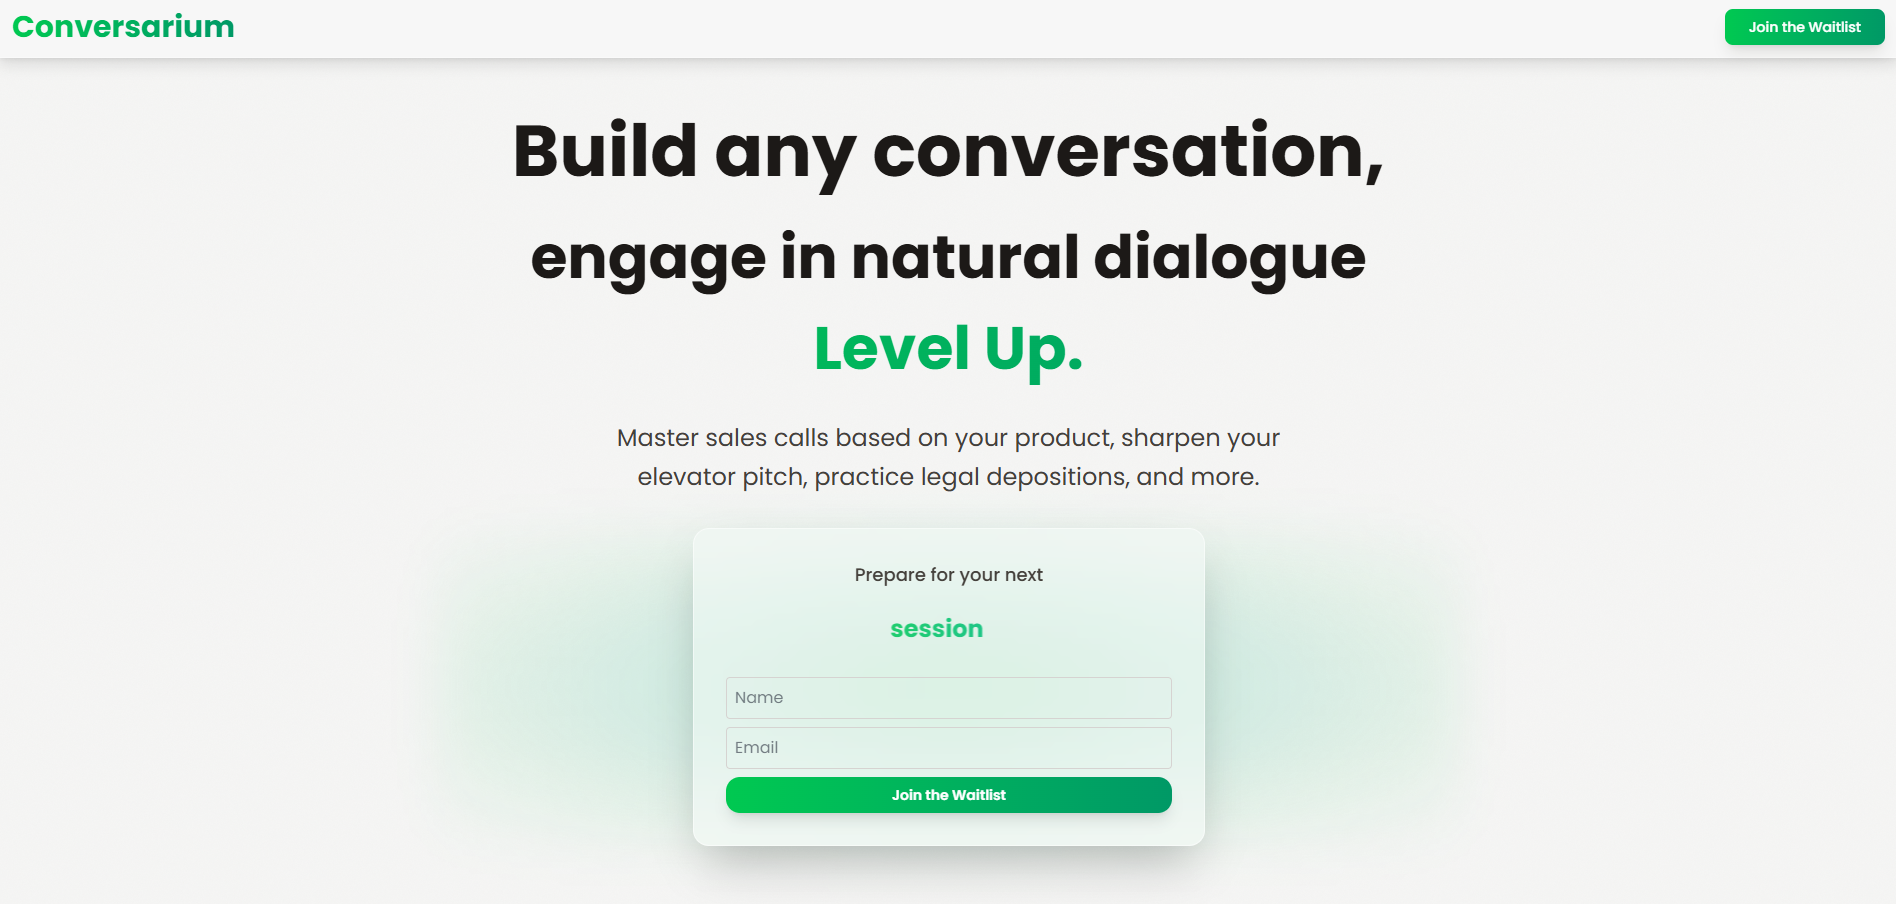 Conversarium
Join the Waitlist
Build any conversation,
engage in natural dialogue
Level Up.
Master sales calls based on your product, sharpen your
elevator pitch, practice legal depositions, and more.
Prepare for your next
session
Name
Email
Join the Waitlist